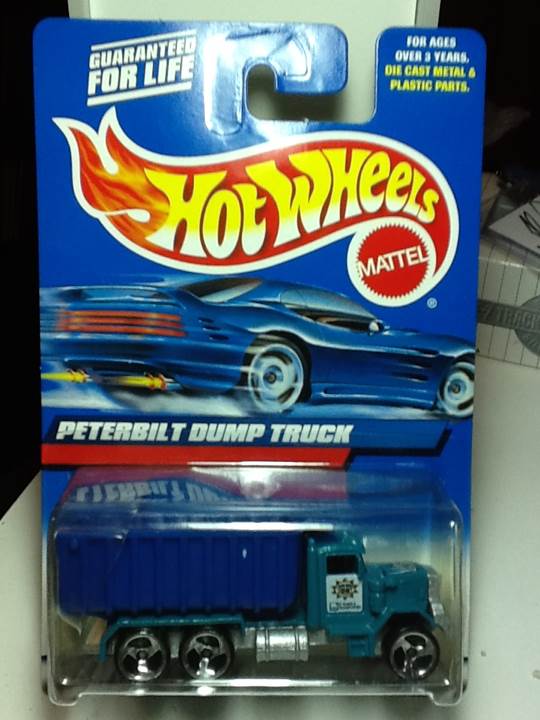 GUARANTEED
FOR LIFE
FOR AGES
OVER 3 YEARS.
DIE CAST METAL &
PLASTIC PARTS.
HOT WHEELS
MATTEL
®
PETERBILT DUMP TRUCK